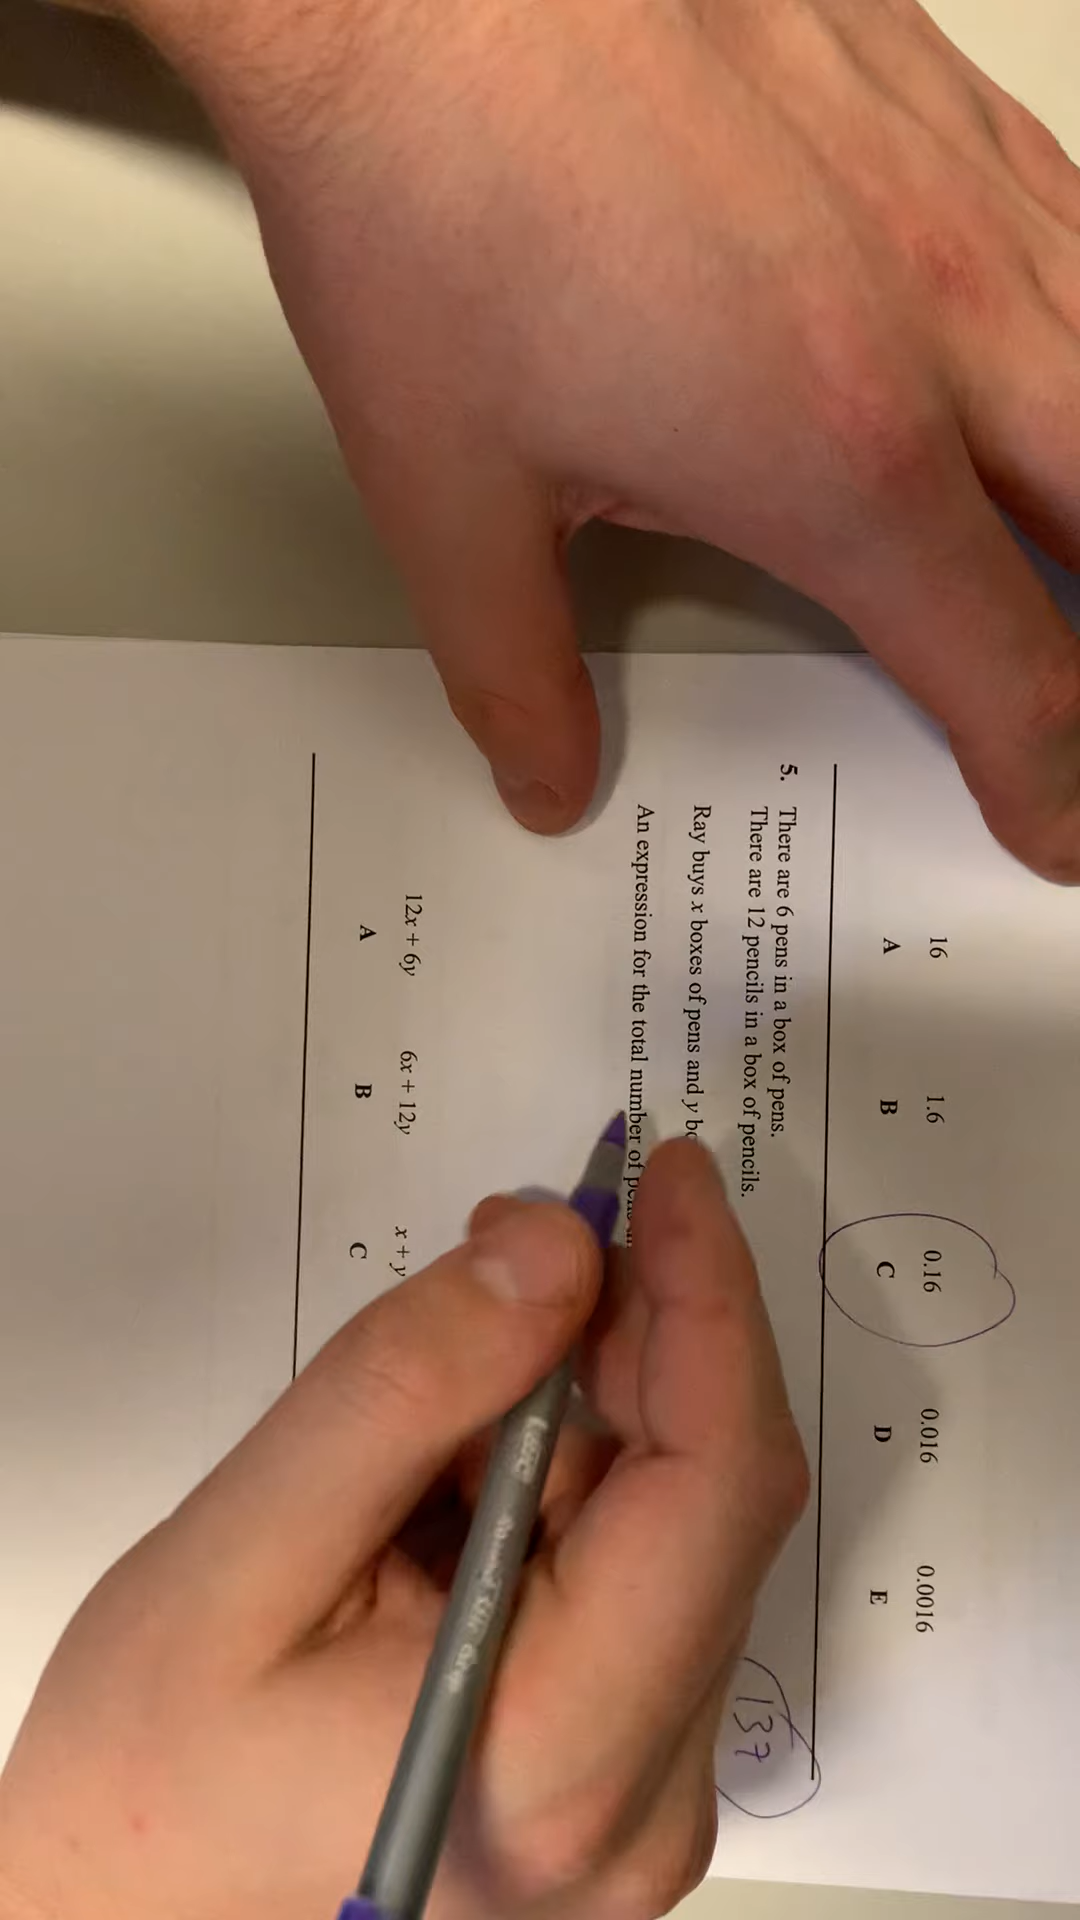 16 1.6 0.16 0.016 0.0016
A B C D E
137
5. There are 6 pens in a box of pens.
There are 12 pencils in a box of pencils.
Ray buys x boxes of pens and y
An expression for the total number of
12x + 6y 6x + 12y x + y
A B C